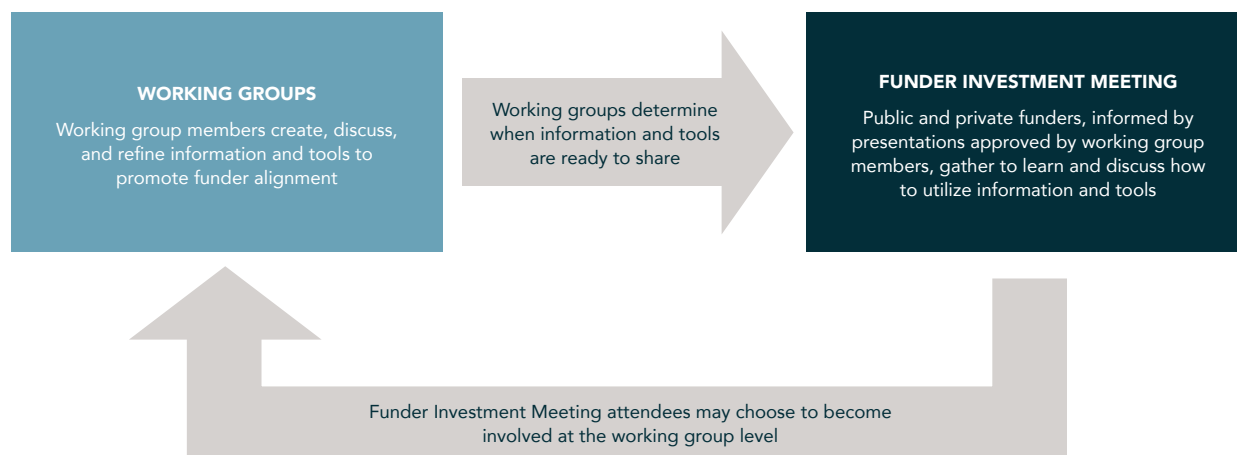 WORKING GROUPS
Working group members create, discuss,
and refine information and tools to
promote funder alignment
Working groups determine
when information and tools
are ready to share
FUNDER INVESTMENT MEETING
Public and private funders, informed by
presentations approved by working group
members, gather to learn and discuss how
to utilize information and tools
Funder Investment Meeting attendees may choose to become
involved at the working group level